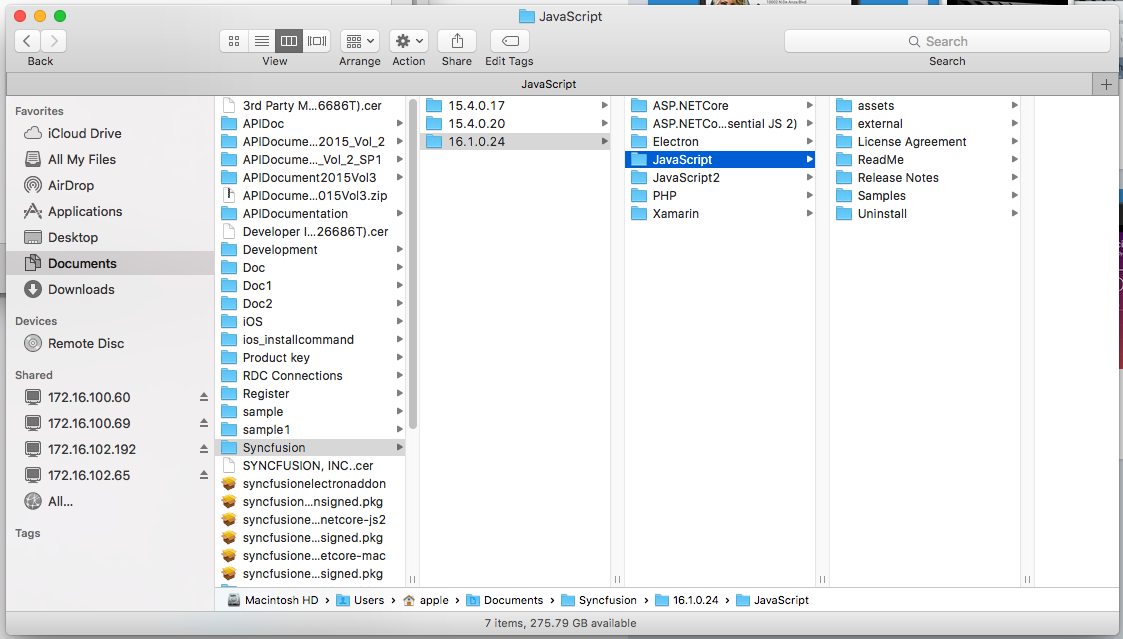 JavaScript
Back
View
Arrange
Action
Share
Edit Tags
Search
Search
JavaScript
Favorites
iCloud Drive
All My Files
AirDrop
Applications
Desktop
Documents
Downloads
Devices
Remote Disc
Shared
172.16.100.60
172.16.100.69
172.16.102.192
172.16.102.65
All...
Tags
3rd Party M...6686T).cer
APIDoc
APIDocume...2015_Vol_2
APIDocume..._Vol_2_SP1
APIDocument2015Vol3
APIDocume...015Vol3.zip
APIDocumentation
Developer I...26686T).cer
Development
Doc
Doc1
Doc2
iOS
ios_installcommand
Product key
RDC Connections
Register
sample
sample1
Syncfusion
SYNCFUSION, INC..cer
syncfusionelectronaddon
syncfusion...nsigned.pkg
syncfusione...netcore-js2
syncfusione...signed.pkg
syncfusione...etcore-mac
syncfusione...signed.pkg
15.4.0.17
15.4.0.20
16.1.0.24
ASP.NETCore
ASP.NETCo...sential JS 2)
Electron
JavaScript
JavaScript2
PHP
Xamarin
assets
external
License Agreement
ReadMe
Release Notes
Samples
Uninstall
Macintosh HD › Users › apple › Documents › Syncfusion › 16.1.0.24 › JavaScript
7 items, 275.79 GB available